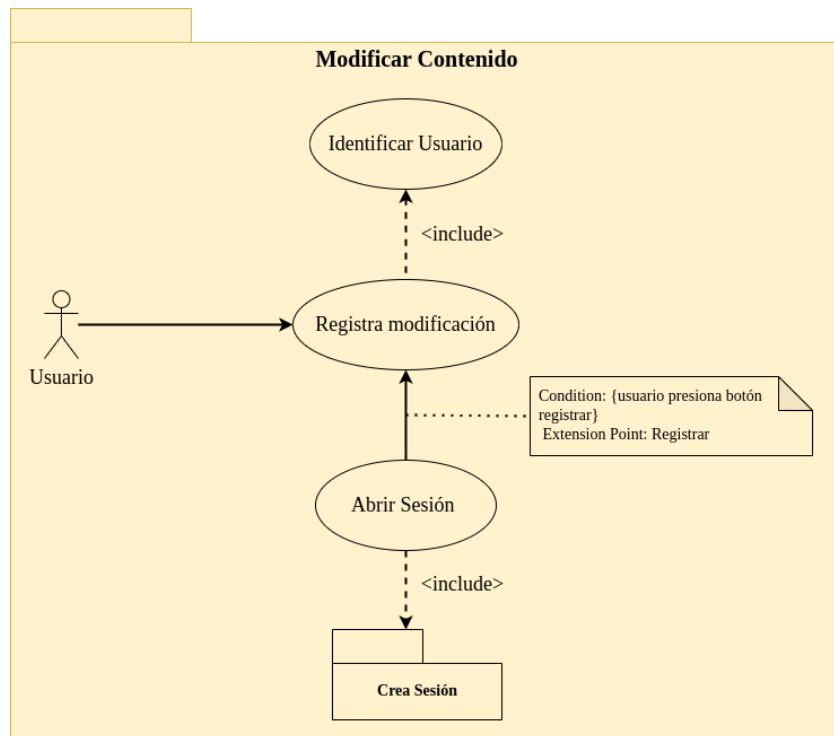 Modificar Contenido
Identificar Usuario
<include>
Registra modificación
Usuario
Condition: {usuario presiona botón
registrar}
Extension Point: Registrar
Abrir Sesión
<include>
Crea Sesión